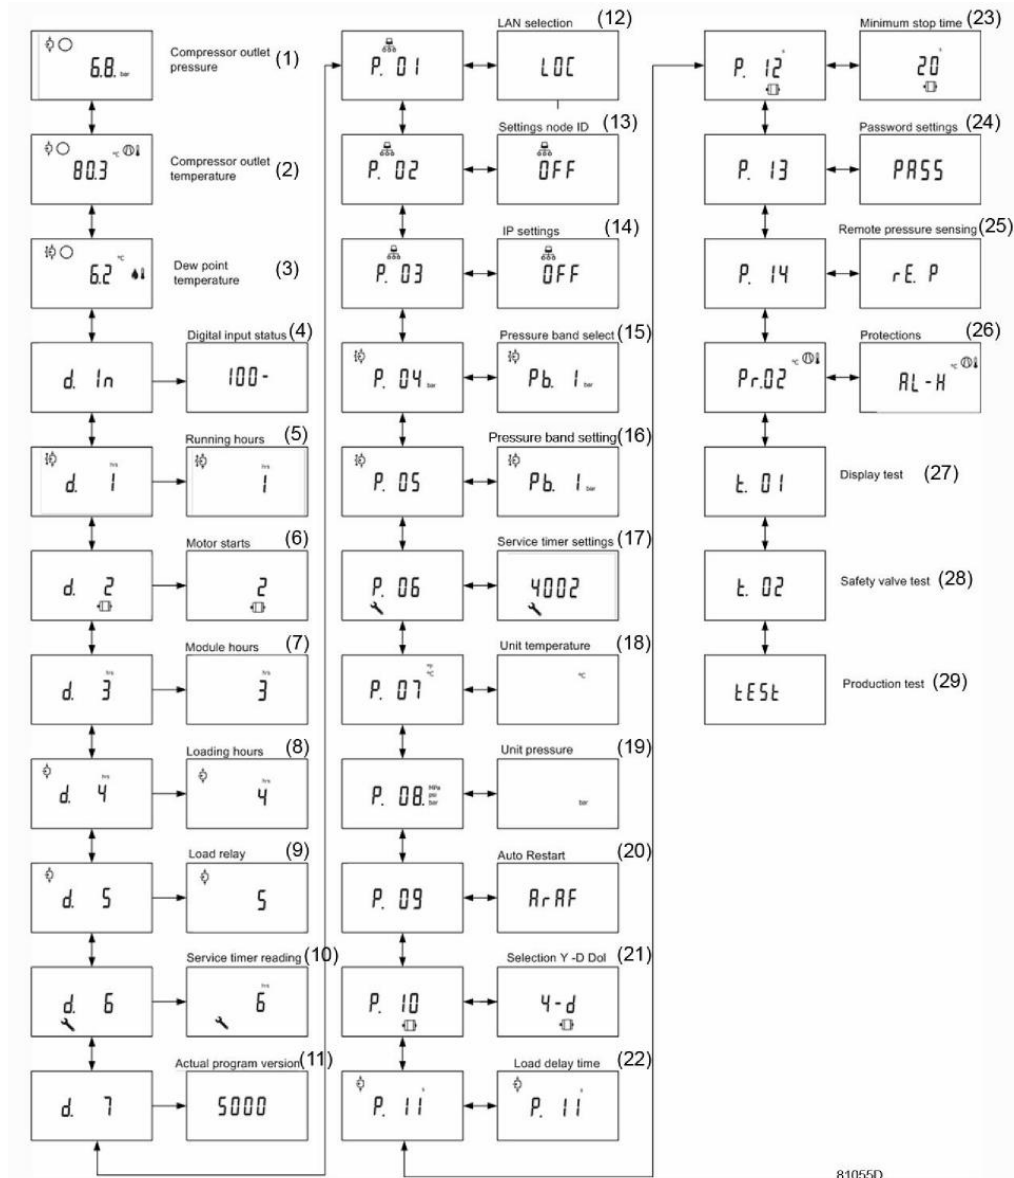 6.8. bar
Compressor outlet
pressure
(1)
°C
80.3
Compressor outlet
temperature
(2)
°C
6.2
Dew point
temperature
(3)
Digital input status (4)
d. In
100-
Running hours (5)
hrs
d. 1
hrs
1
Motor starts (6)
d. 2
2
Module hours (7)
hrs
d. 3
hrs
3
Loading hours (8)
hrs
d. 4
hrs
4
Load relay (9)
d. 5
5
Service timer reading (10)
d. 6
hrs
6
Actual program version (11)
d. 7
5000
LAN selection (12)
P. 01
LOC
Settings node ID (13)
P. 02
OFF
IP settings (14)
P. 03
OFF
Pressure band select (15)
P. 04 bar
Pb. 1 bar
Pressure band setting (16)
P. 05
Pb. 1 bar
Service timer settings (17)
P. 06
4002
Unit temperature (18)
°F
°C
P. 07
°C
Unit pressure (19)
P. 08.
MPa
psi
bar
bar
Auto Restart (20)
P. 09
ArAF
Selection Y -D Dol (21)
P. 10
Y-d
Load delay time (22)
s
P. 11
s
P. 11
Minimum stop time (23)
s
P. 12
s
20
Password settings (24)
P. 13
PASS
Remote pressure sensing (25)
P. 14
rE. P
Protections (26)
°C
Pr.02
°C
AL-H
t. 01
Display test (27)
t. 02
Safety valve test (28)
tESt
Production test (29)
81055D